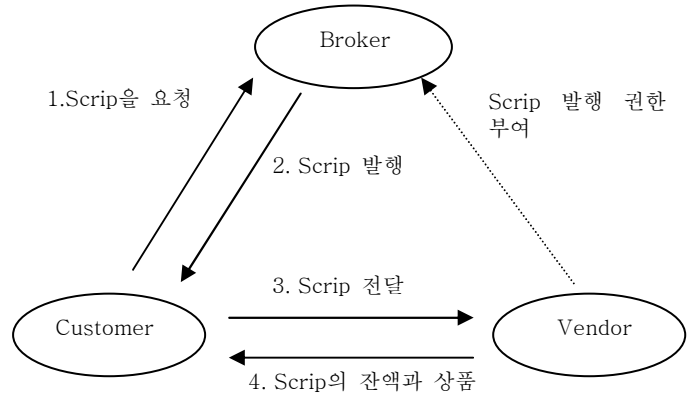 Broker
1.Scrip을 요청
Scrip 발행 권한
부여
2. Scrip 발행
3. Scrip 전달
Customer
Vendor
4. Scrip의 잔액과 상품